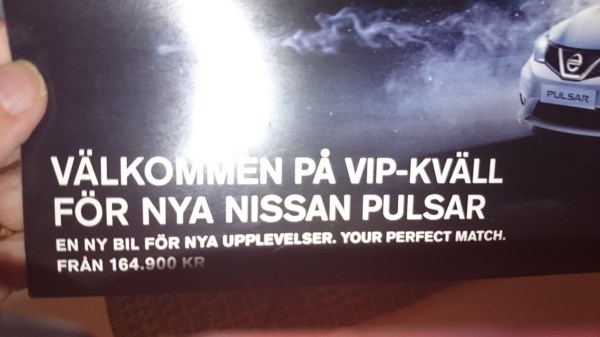 PULSAR
VÄLKOMMEN PÅ VIP-KVÄLL
FÖR NYA NISSAN PULSAR
EN NY BIL FÖR NYA UPPLEVELSER. YOUR PERFECT MATCH.
FRÅN 164.900 KR